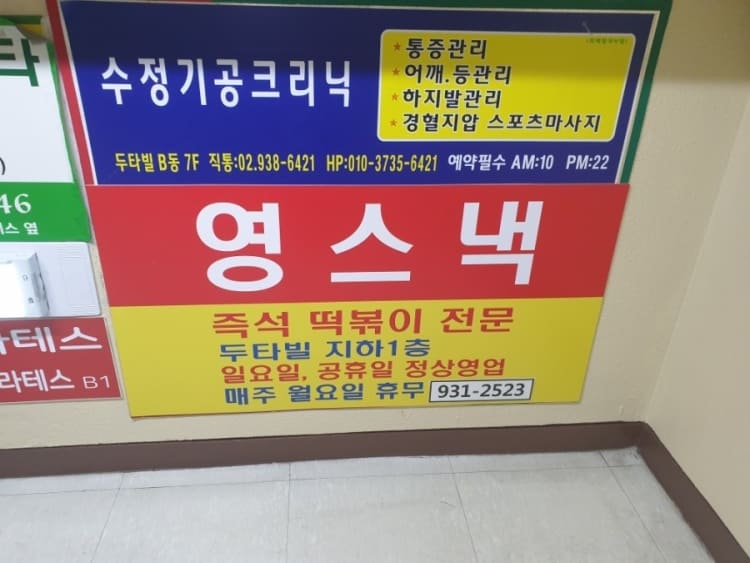 타
)
46
스 옆
라테스
라테스 B1
수정기공크리닉
★통증관리
★어깨.등관리
★하지발관리
★경혈지압 스포츠마사지
두타빌 B동 7F 직통:02.938-6421 HP:010-3735-6421 예약필수 AM:10 PM:22
영스낵
즉석 떡볶이 전문
두타빌 지하1층
일요일, 공휴일 정상영업
매주 월요일 휴무 931-2523